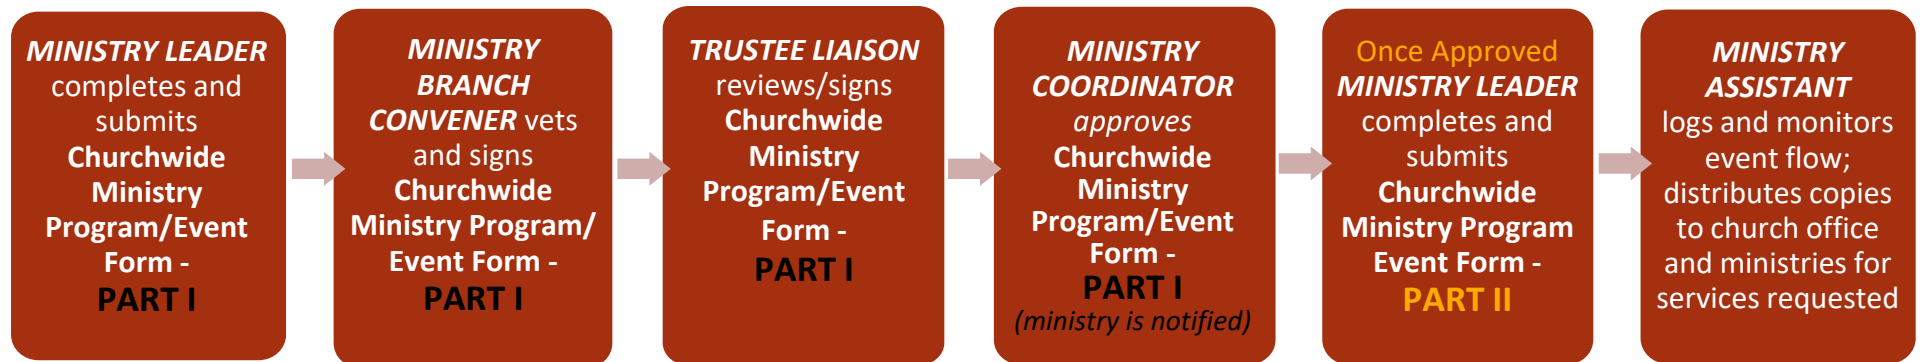 MINISTRY LEADER
completes and
submits
Churchwide
Ministry
Program/Event
Form -
PART I
MINISTRY
BRANCH
CONVENER vets
and signs
Churchwide
Ministry Program/
Event Form -
PART I
TRUSTEE LIAISON
reviews/signs
Churchwide
Ministry
Program/Event
Form -
PART I
MINISTRY
COORDINATOR
approves
Churchwide
Ministry
Program/Event
Form -
PART I
(ministry is notified)
Once Approved
MINISTRY LEADER
completes and
submits
Churchwide
Ministry Program
Event Form -
PART II
MINISTRY
ASSISTANT
logs and monitors
event flow;
distributes copies
to church office
and ministries for
services requested